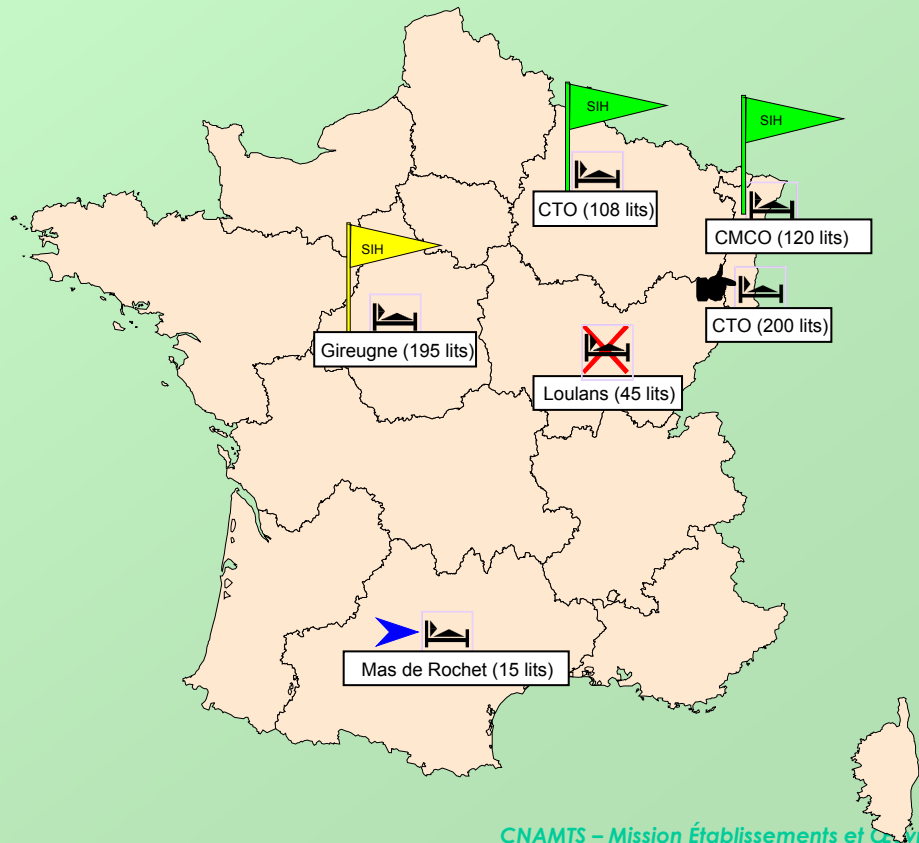 SIH
SIH
CTO (108 lits)
CMCO (120 lits)
SIH
CTO (200 lits)
Gireugne (195 lits)
Loulans (45 lits)
Mas de Rochet (15 lits)
CNAMTS – Mission Établissements et